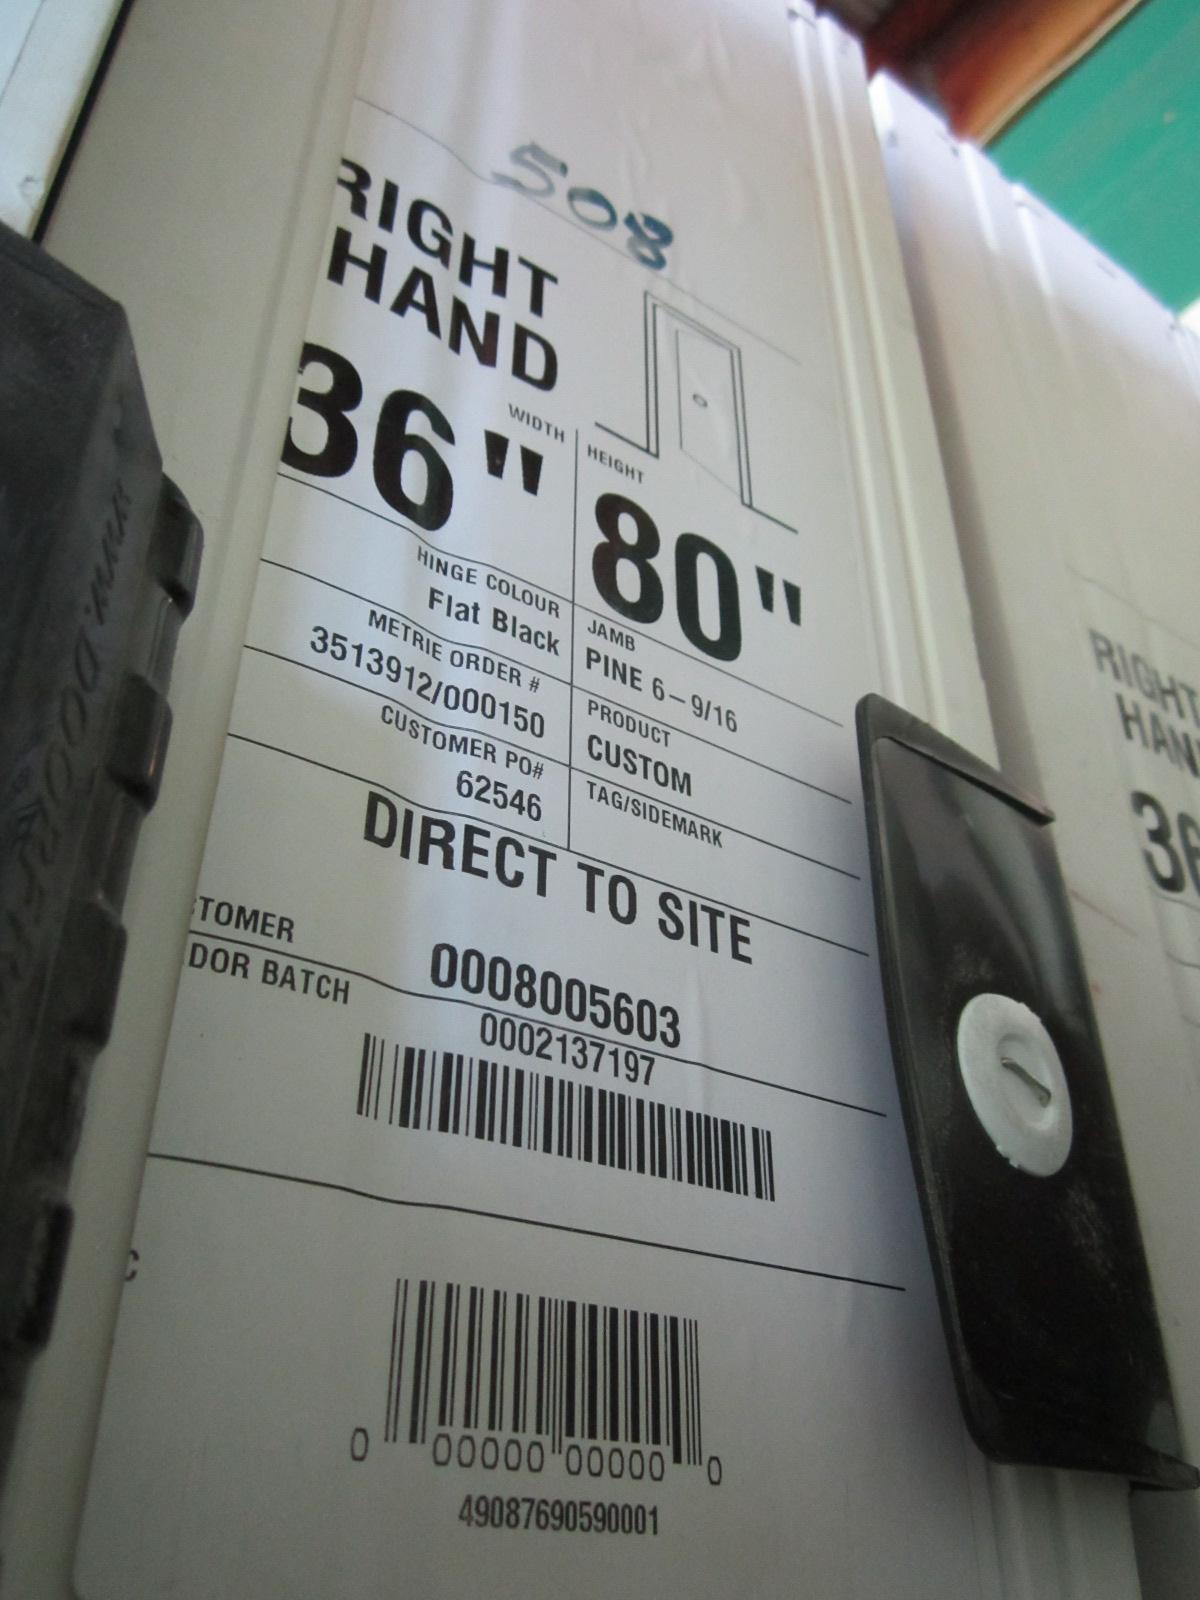 508
RIGHT
HAND
WIDTH
36"
HEIGHT
80"
HINGE COLOUR
Flat Black
JAMB
PINE 6-9/16
METRIE ORDER #
3513912/000150
PRODUCT
CUSTOM
CUSTOMER PO#
62546
TAG/SIDEMARK
DIRECT TO SITE
TOMER
0008005603
DOR BATCH
0002137197
C
0 00000 00000 0
49087690590001
RIGHT
HAN
36